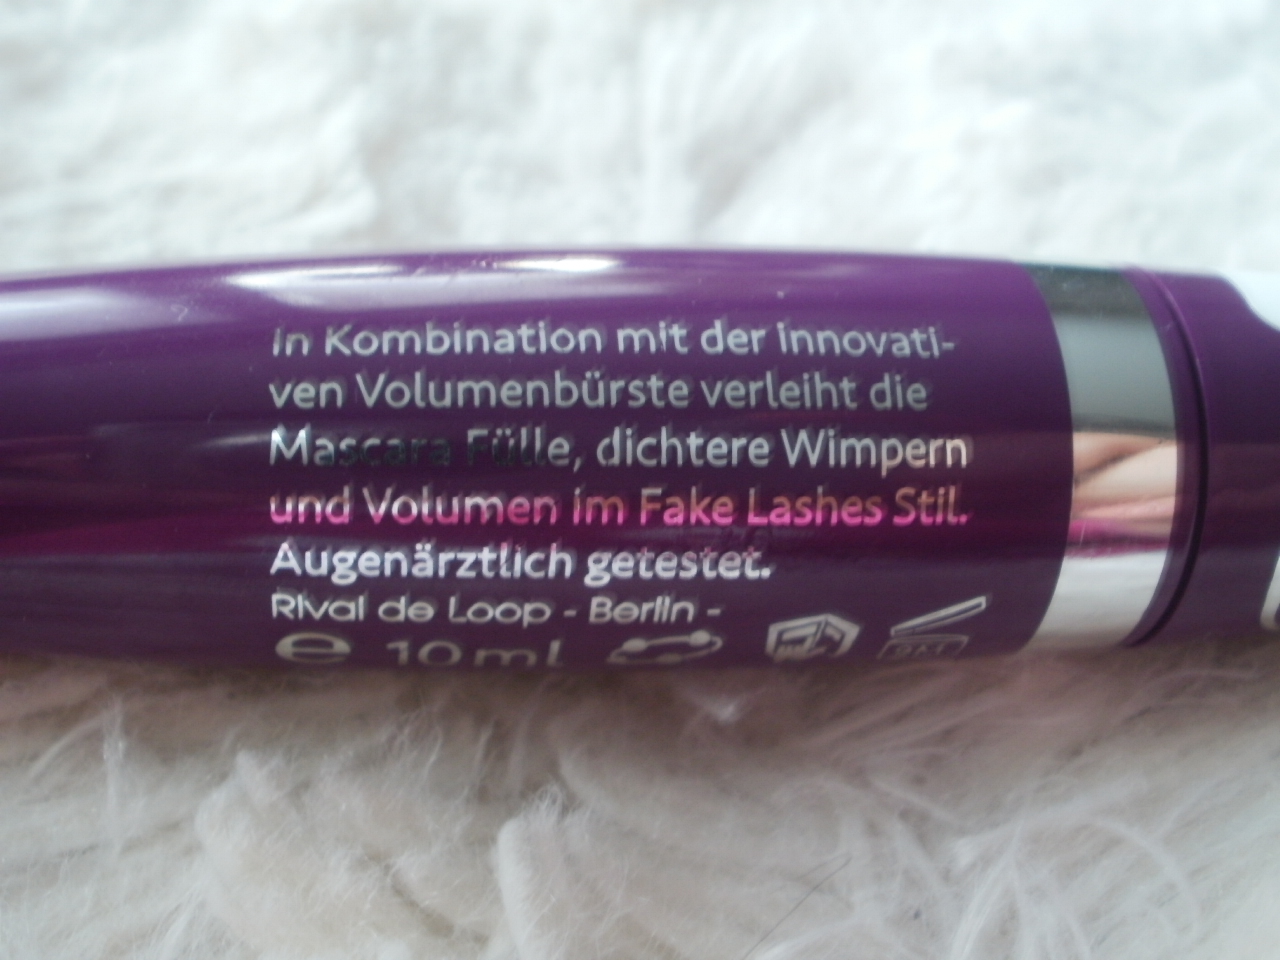 In Kombination mit der innovati-
ven Volumenbürste verleiht die
Mascara Fülle, dichtere Wimpern
und Volumen im Fake Lashes Stil.
Augenärztlich getestet.
Rival de Loop - Berlin -
e 10 ml